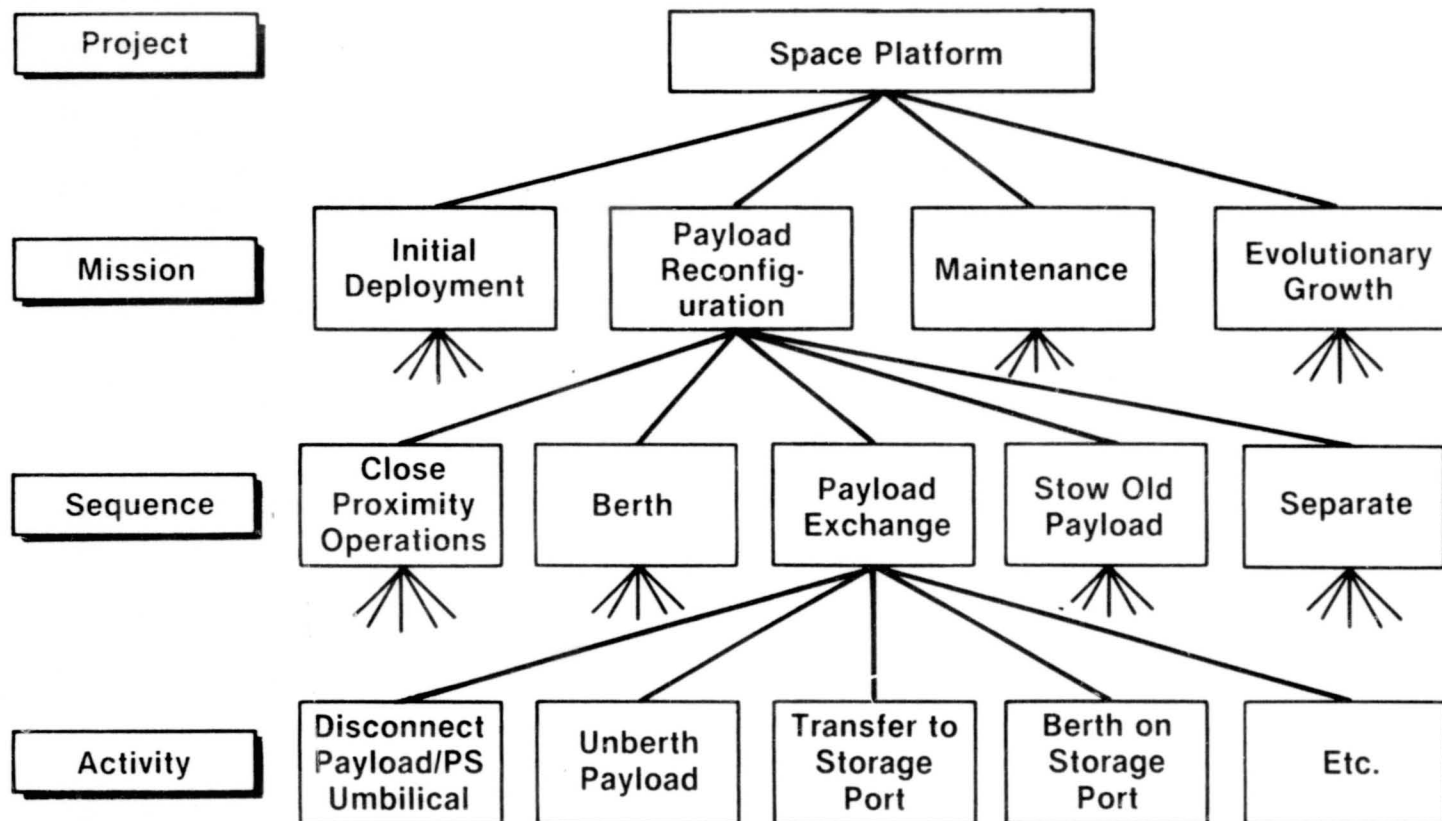 Project
Space Platform
Mission
Initial
Deployment
Payload
Reconfig-
uration
Maintenance
Evolutionary
Growth
Sequence
Close
Proximity
Operations
Berth
Payload
Exchange
Stow Old
Payload
Separate
Activity
Disconnect
Payload/PS
Umbilical
Unberth
Payload
Transfer to
Storage
Port
Berth on
Storage
Port
Etc.